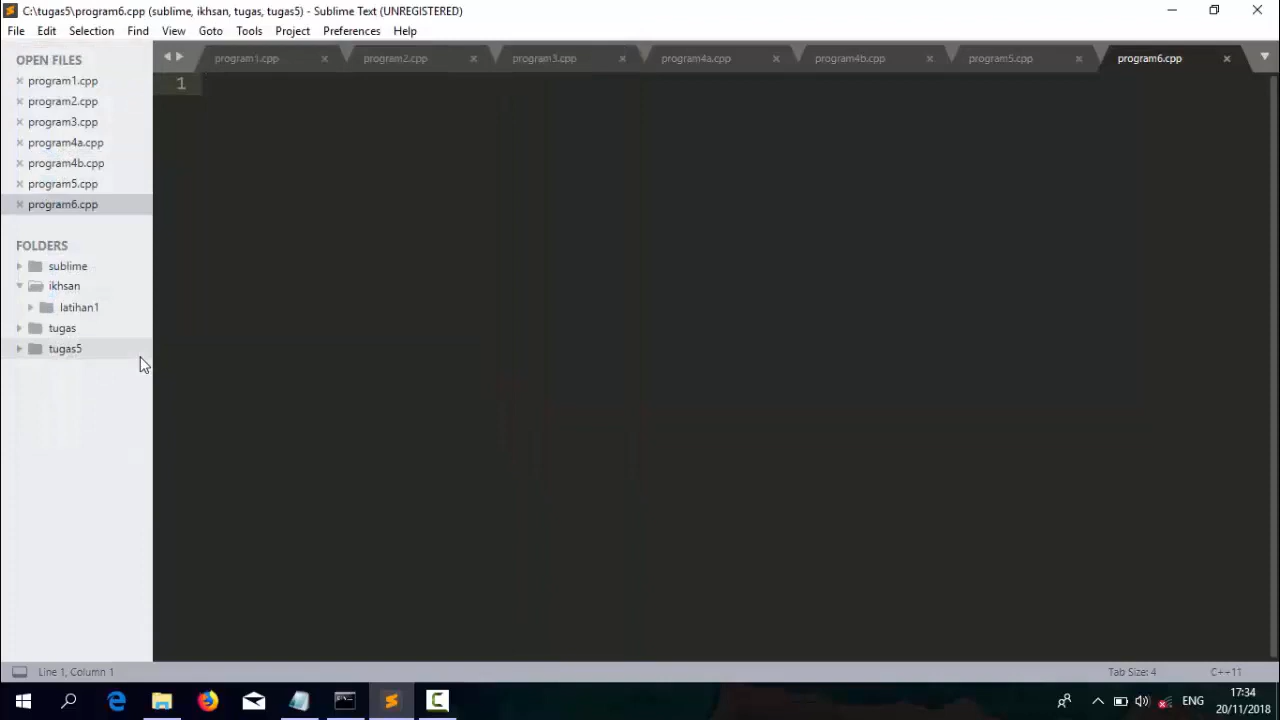 C:\tugas5\program6.cpp (sublime, ikhsan, tugas, tugas5) - Sublime Text (UNREGISTERED)
File Edit Selection Find View Goto Tools Project Preferences Help
OPEN FILES
program1.cpp
program2.cpp
program3.cpp
program4a.cpp
program4b.cpp
program5.cpp
program6.cpp
FOLDERS
sublime
ikhsan
latihan1
tugas
tugas5
program1.cpp program2.cpp program3.cpp program4a.cpp program4b.cpp program5.cpp program6.cpp
1
Line 1, Column 1 Tab Size: 4 C++11
ENG
17:34
20/11/2018